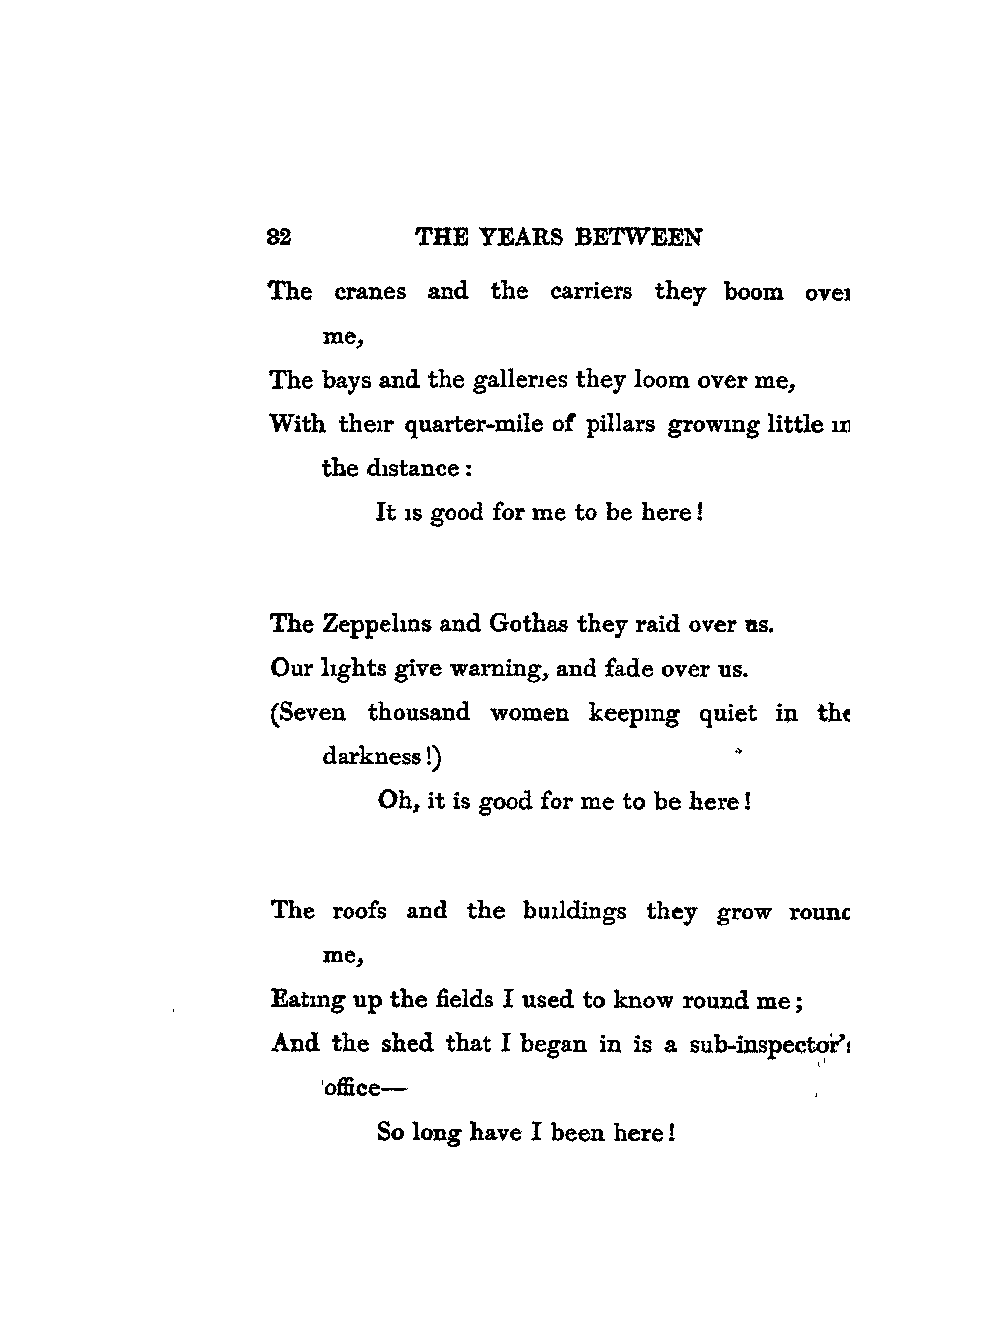 82 THE YEARS BETWEEN
The cranes and the carriers they boom over
me,
The bays and the galleries they loom over me,
With their quarter-mile of pillars growing little in
the distance:
It is good for me to be here!
The Zeppelins and Gothas they raid over us.
Our lights give warning, and fade over us.
(Seven thousand women keeping quiet in the
darkness!)
Oh, it is good for me to be here!
The roofs and the buildings they grow round
me,
Eating up the fields I used to know round me;
And the shed that I began in is a sub-inspector's
office—
So long have I been here!